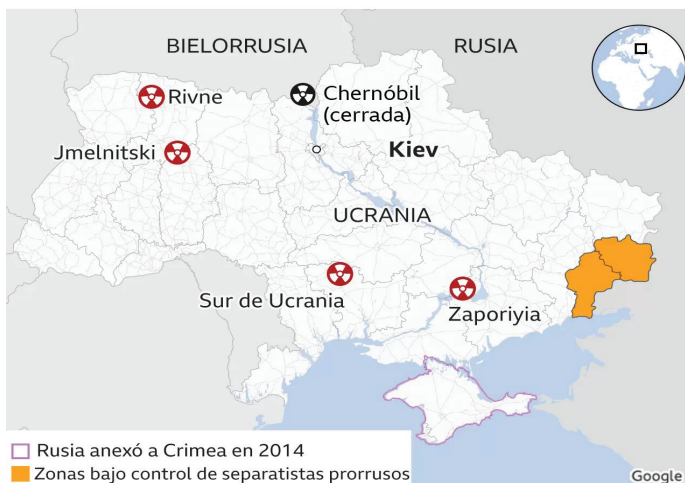 BIELORRUSIA
RUSIA
Rivne
Chernóbil
(cerrada)
Jmelnitski
Kiev
UCRANIA
Sur de Ucrania
Zaporiyia
Rusia anexó a Crimea en 2014
Zonas bajo control de separatistas prorrusos
Google